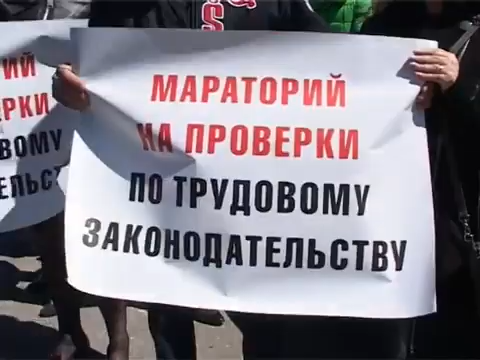 МАРАТОРИЙ
НА ПРОВЕРКИ
ПО ТРУДОВОМУ
ЗАКОНОДАТЕЛЬСТВУ